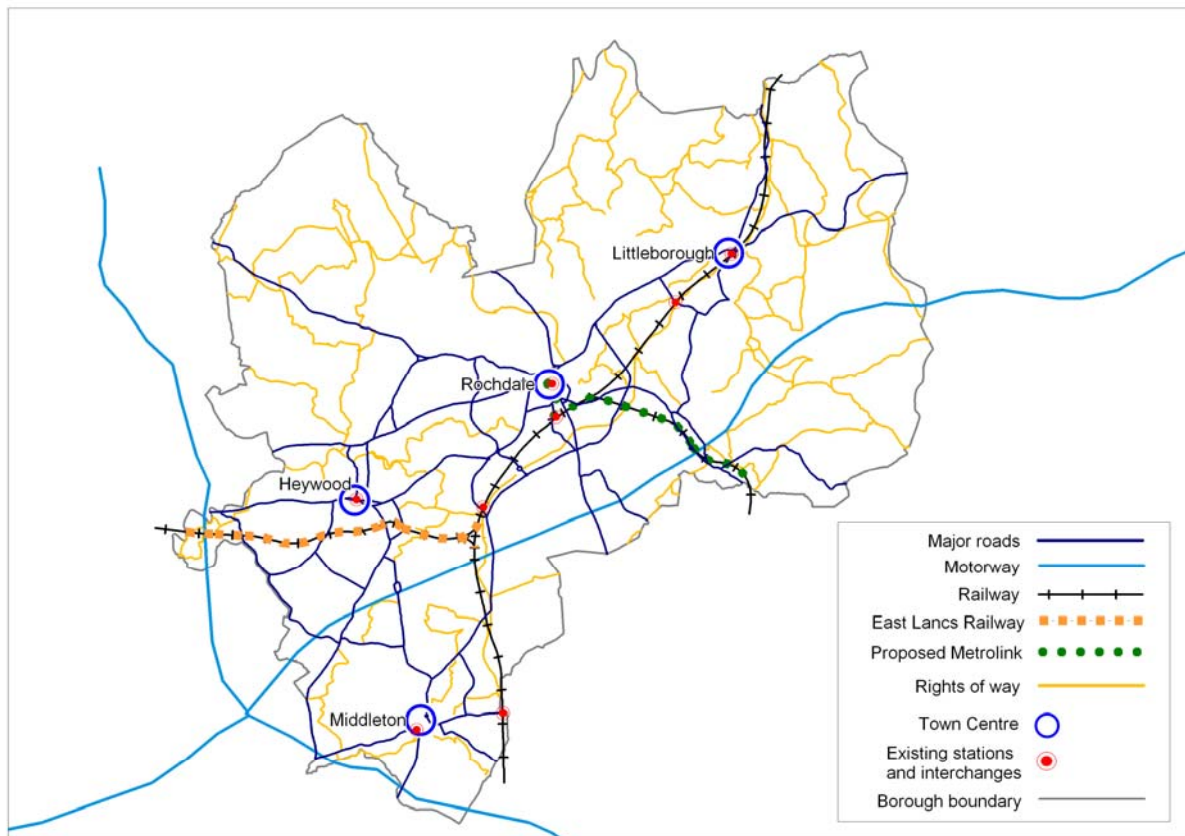 Littleborough
Rochdale
Heywood
Middleton
Major roads
Motorway
Railway
East Lancs Railway
Proposed Metrolink
Rights of way
Town Centre
Existing stations
and interchanges
Borough boundary